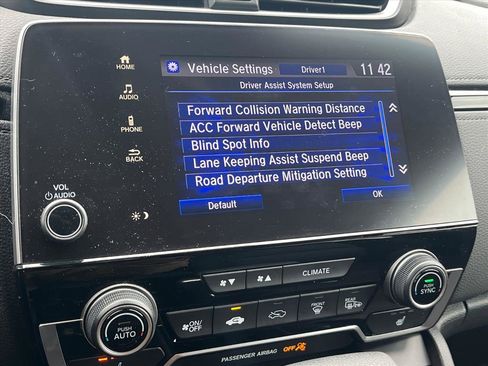 HOME
Vehicle Settings
Driver1
11 42
Driver Assist System Setup
AUDIO
Forward Collision Warning Distance
ACC Forward Vehicle Detect Beep
PHONE
Blind Spot Info
Lane Keeping Assist Suspend Beep
BACK
Road Departure Mitigation Setting
VOL
AUDIO
Default
OK
CLIMATE
PUSH
SYNC
PUSH
AUTO
ON/
OFF
FRONT
REAR
PASSENGER AIRBAG
OFF